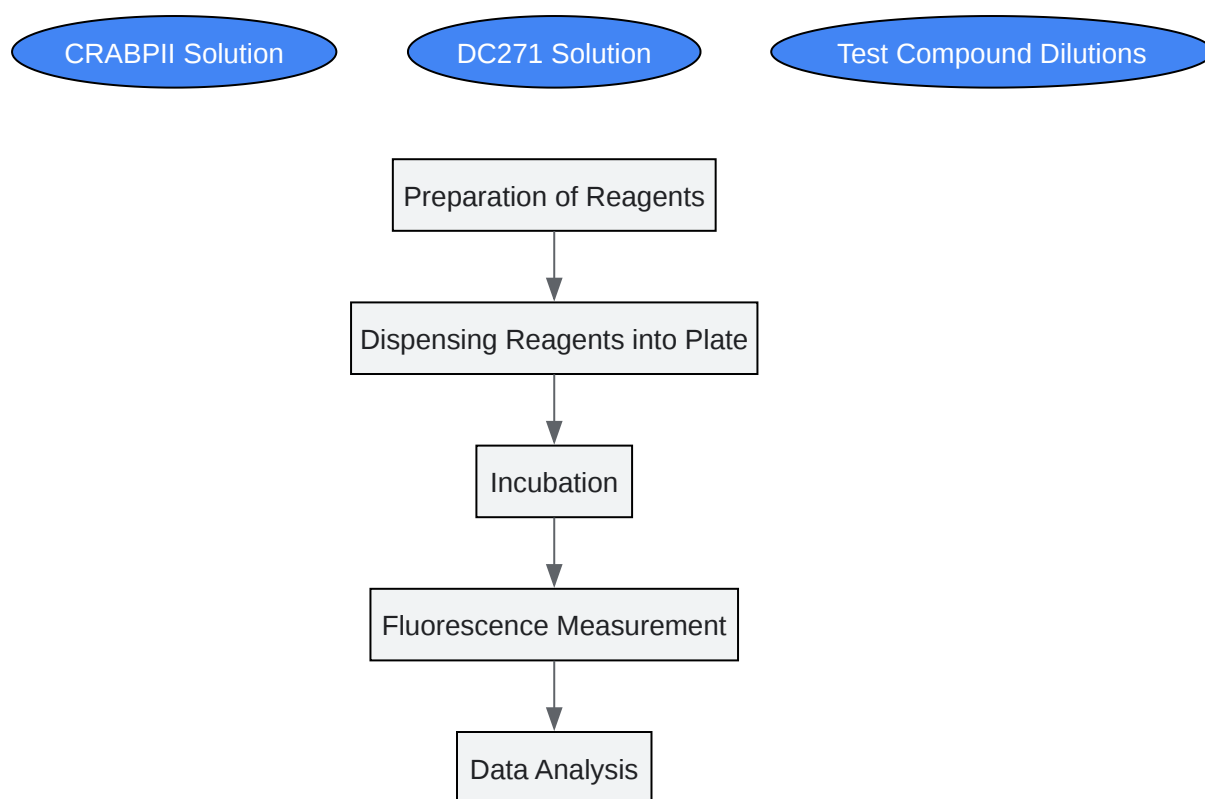 CRABPII Solution
DC271 Solution
Test Compound Dilutions
Preparation of Reagents
Dispensing Reagents into Plate
Incubation
Fluorescence Measurement
Data Analysis